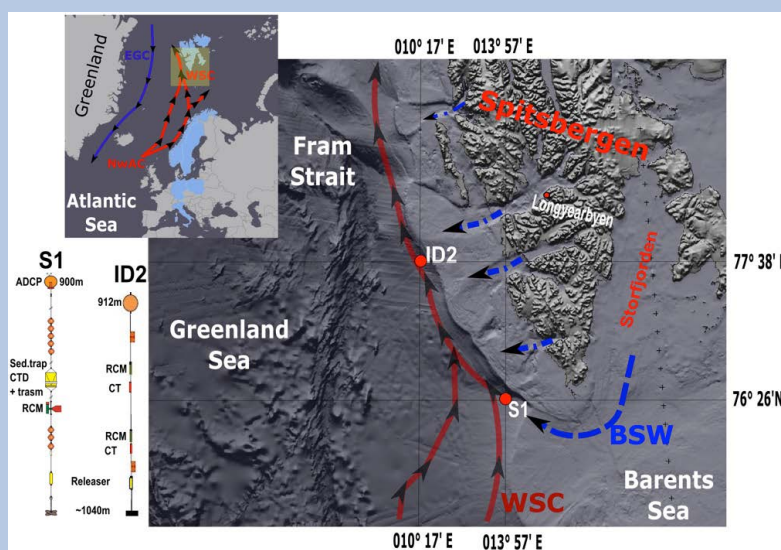 Greenland
EGC
WSC
Atlantic
Sea
010° 17' E 013° 57' E
Spitsbergen
Fram
Strait
Longyearbyen
ID2
77° 38' N
Storfjorden
Greenland
Sea
S1
76° 26'N
BSW
WSC
Barents
Sea
010° 17' E 013° 57' E
S1
ADCP 900m
Sed.trap
CTD
+ trasm
RCM
ID2
912m
RCM
CT
RCM
CT
Releaser
~1040m